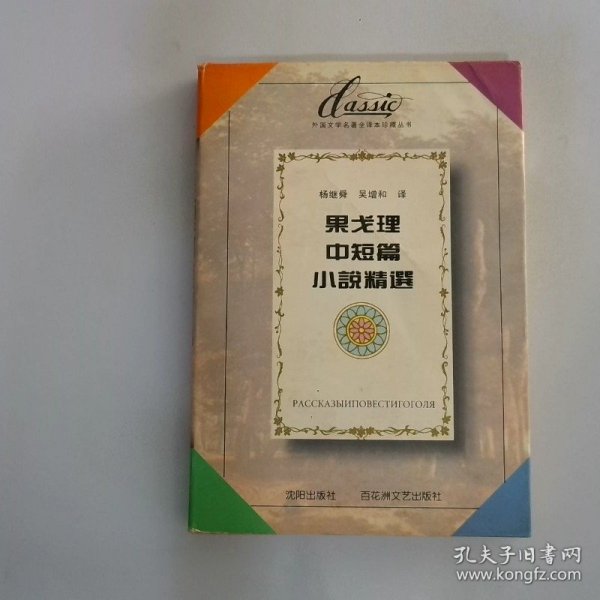 Classic
外国文学名著全译本珍藏丛书
杨继舜 吴增和 译
果戈理
中短篇
小說精選
РАССКАЗЫИПОВЕСТИГОГОЛЯ
沈阳出版社 百花洲文艺出版社
孔夫子旧书网
www.kongfz.com